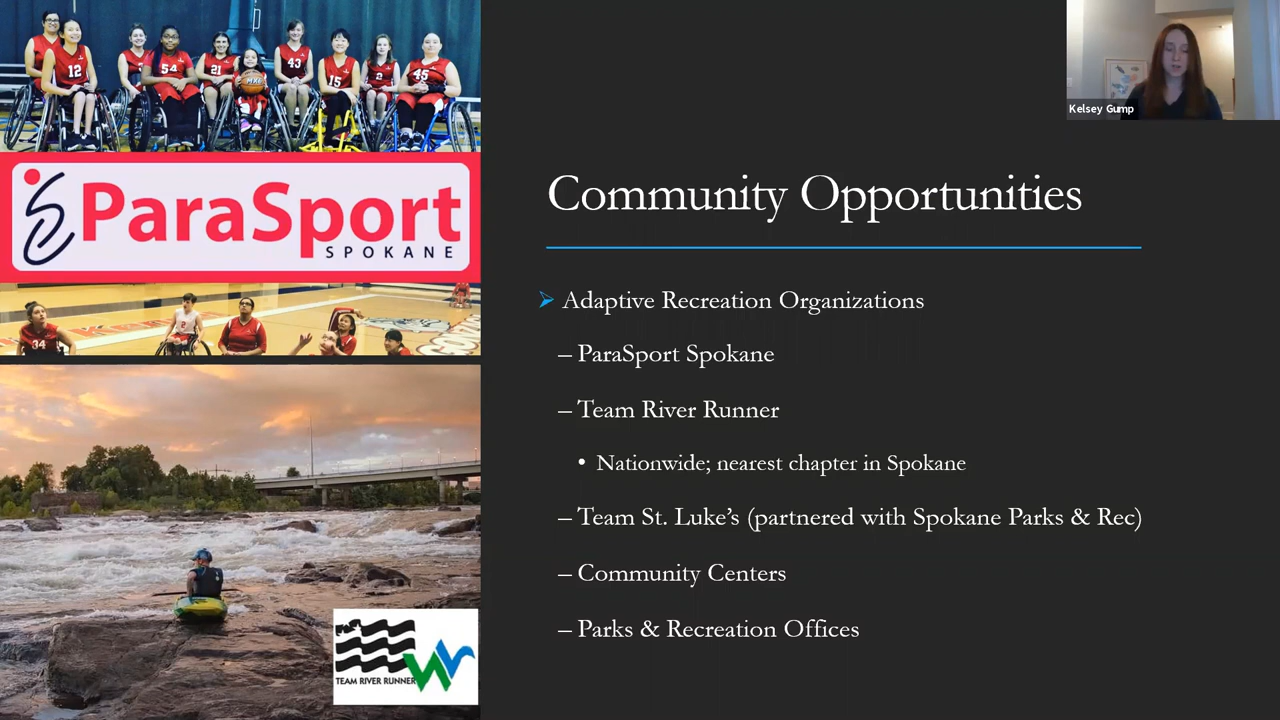 12
54
21
43
15
2
45
ParaSport
SPOKANE
34
2
TEAM RIVER RUNNER
Kelsey Gump
Community Opportunities
➢ Adaptive Recreation Organizations
– ParaSport Spokane
– Team River Runner
• Nationwide; nearest chapter in Spokane
– Team St. Luke’s (partnered with Spokane Parks & Rec)
– Community Centers
– Parks & Recreation Offices